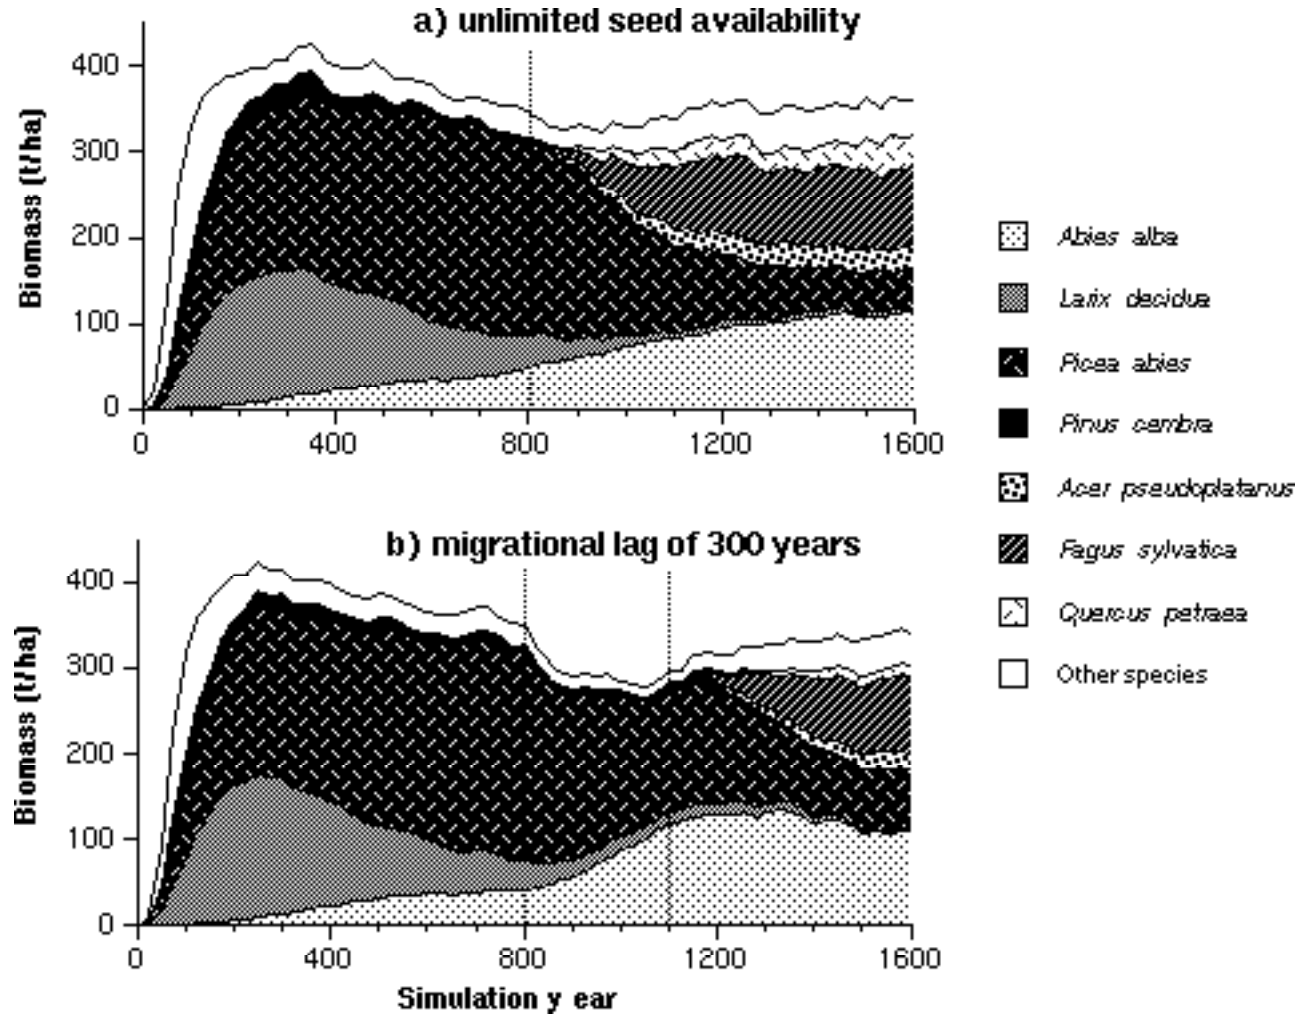 a) unlimited seed availability
Biomass (t/ha)
400
300
200
100
0
0 400 800 1200 1600
Abies alba
Larix decidua
Picea abies
Pinus cembra
Acer pseudoplatanus
Fagus sylvatica
Quercus petraea
Other species
b) migrational lag of 300 years
Biomass (t/ha)
400
300
200
100
0
0 400 800 1200 1600
Simulation y ear